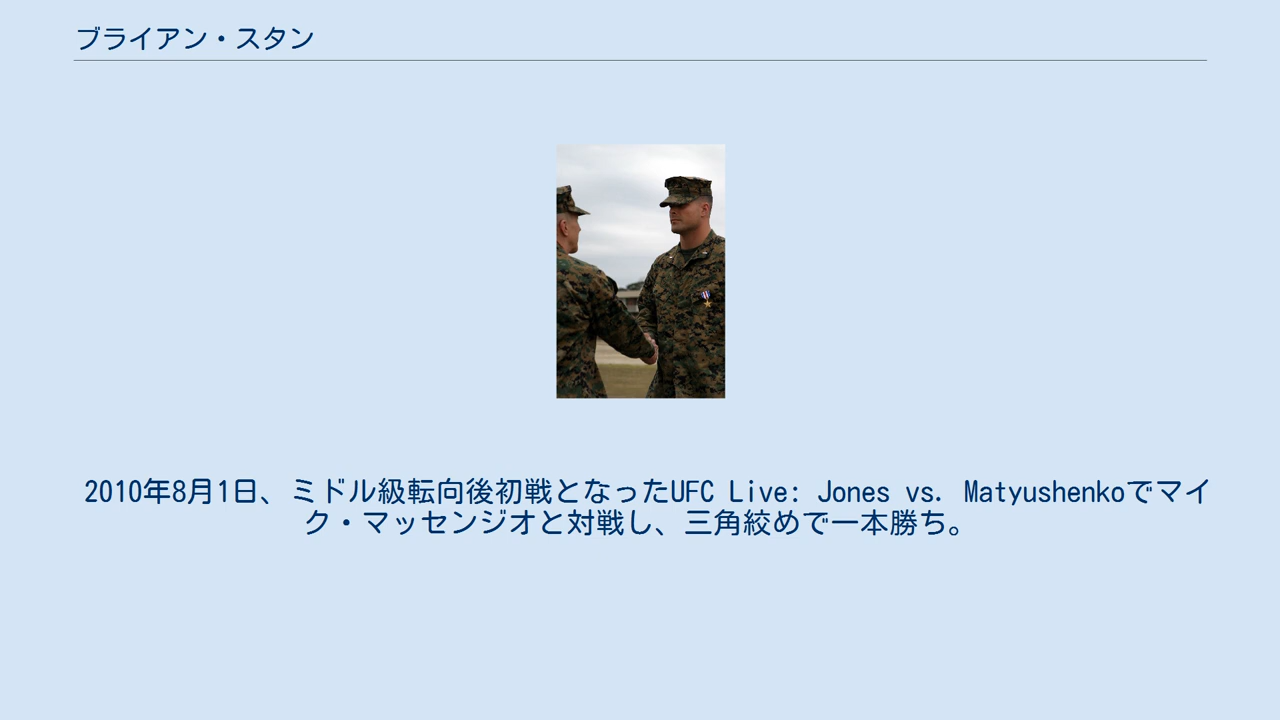 ブライアン・スタン
2010年8月1日、ミドル級転向後初戦となったUFC Live: Jones vs. Matyushenkoでマイ
ク・マッセンジオと対戦し、三角絞めで一本勝ち。